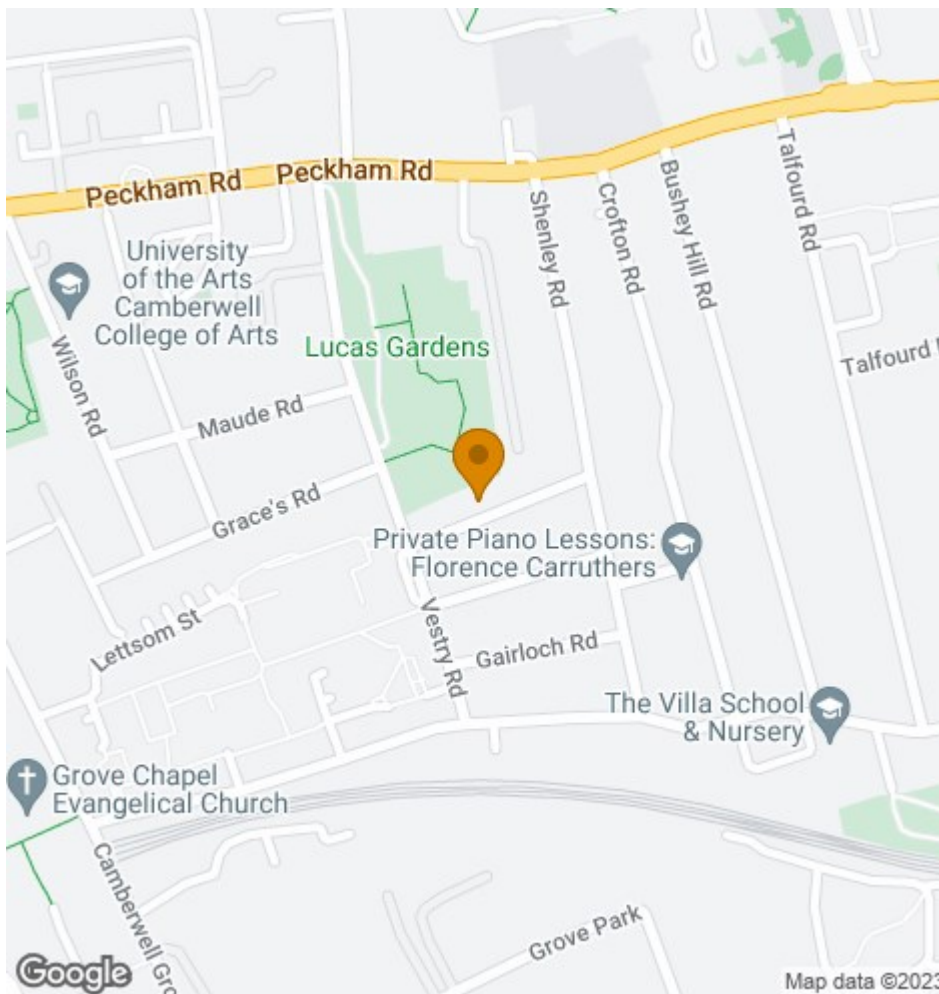 Peckham Rd
Peckham Rd
University
of the Arts
Camberwell
College of Arts
Shenley Rd
Crofton Rd
Bushey Hill Rd
Talfourd Rd
Lucas Gardens
Talfourd
Wilson Rd
Maude Rd
Grace's Rd
Private Piano Lessons:
Florence Carruthers
Lettsom St
Vestry Rd
Gairloch Rd
The Villa School
& Nursery
Grove Chapel
Evangelical Church
Camberwell Gro
Grove Park
Google
Map data ©2023